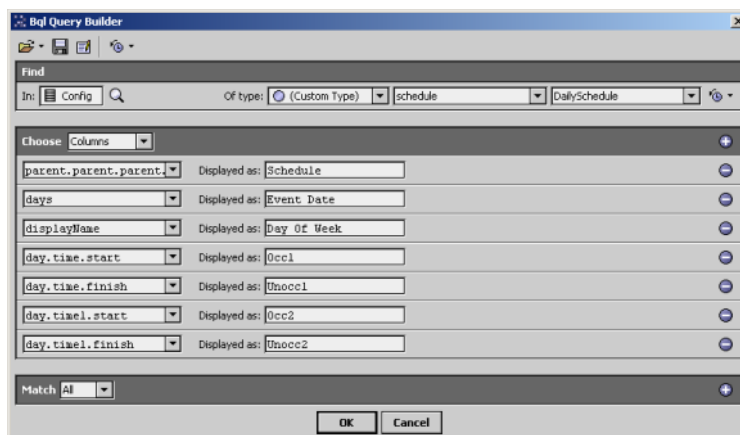 Bql Query Builder
Find
In: Config Of type: (Custom Type) schedule DailySchedule
Choose Columns
parent.parent.parent. Displayed as: Schedule
days Displayed as: Event Date
displayName Displayed as: Day Of Week
day.time.start Displayed as: Occ1
day.time.finish Displayed as: Unocc1
day.time1.start Displayed as: Occ2
day.time1.finish Displayed as: Unocc2
Match All
OK Cancel